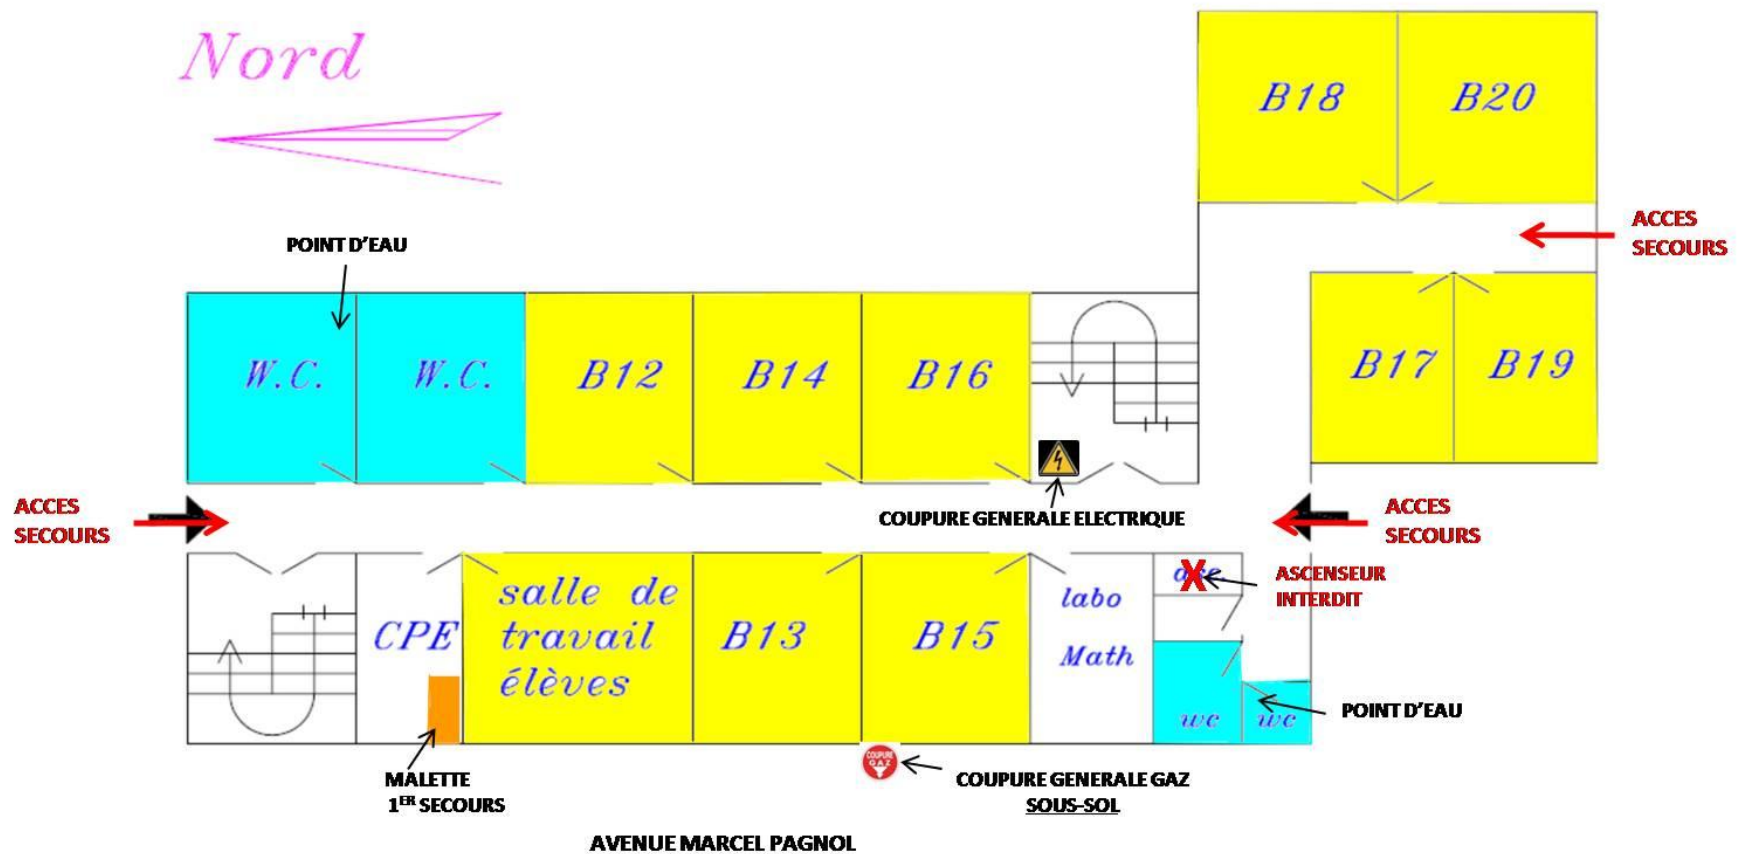 Nord
B18
B20
ACCES
SECOURS
POINT D'EAU
W.C.
W.C.
B12
B14
B16
B17
B19
ACCES
SECOURS
COUPURE GENERALE ELECTRIQUE
ACCES
SECOURS
ASCENSEUR
INTERDIT
CPE
salle de
travail
élèves
B13
B15
labo
Math
wc
wc
POINT D'EAU
MALETTE
1ER SECOURS
COUPURE
GAZ
COUPURE GENERALE GAZ
SOUS-SOL
AVENUE MARCEL PAGNOL